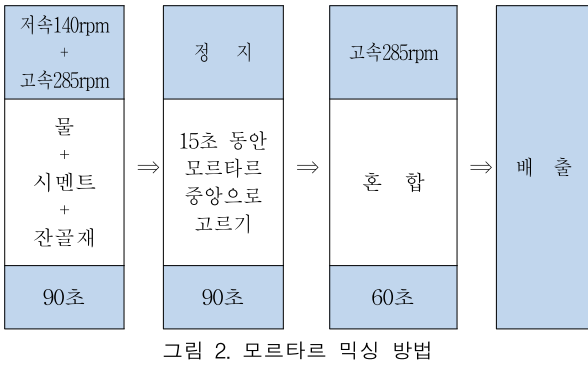 저속140rpm
+
고속285rpm
물
+
시멘트
+
잔골재
90초
⇒
정 지
15초 동안
모르타르
중앙으로
고르기
90초
⇒
고속285rpm
혼 합
60초
⇒
배 출
그림 2. 모르타르 믹싱 방법